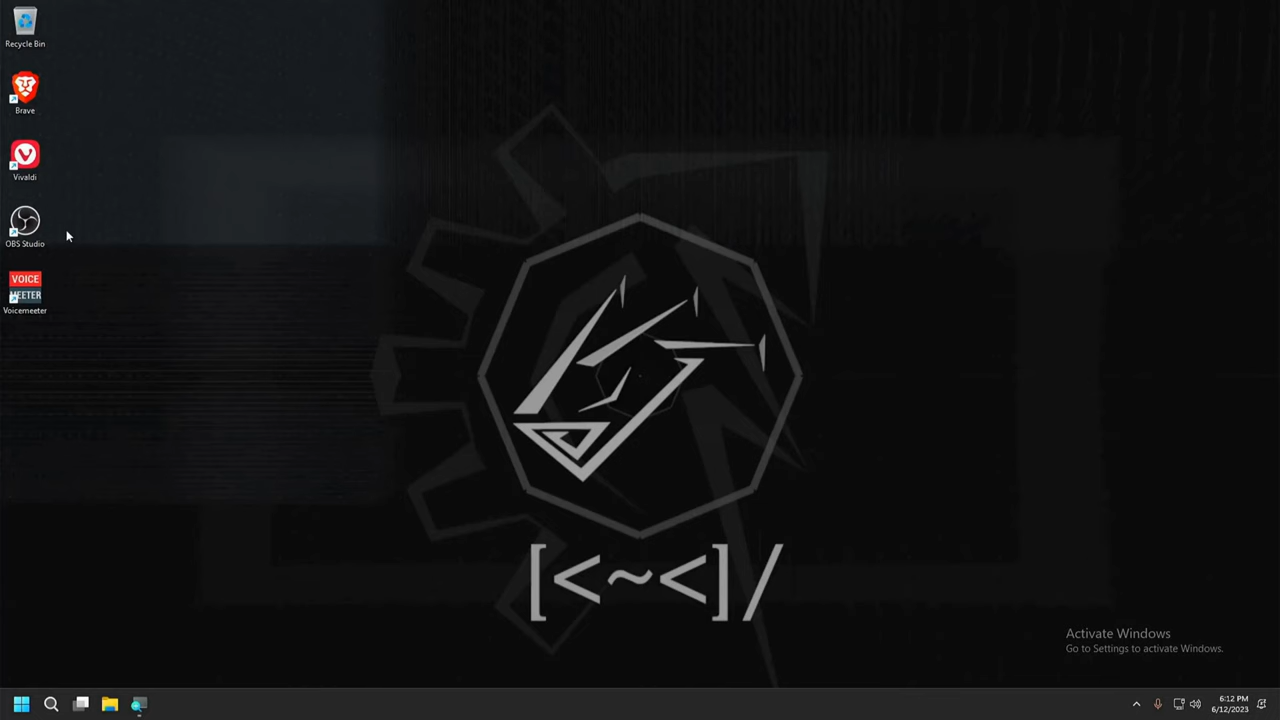 Recycle Bin
Brave
Vivaldi
OBS Studio
VOICE
MEETER
Voicemeeter
[<~<]/
Activate Windows
Go to Settings to activate Windows.
6:12 PM
6/12/2023